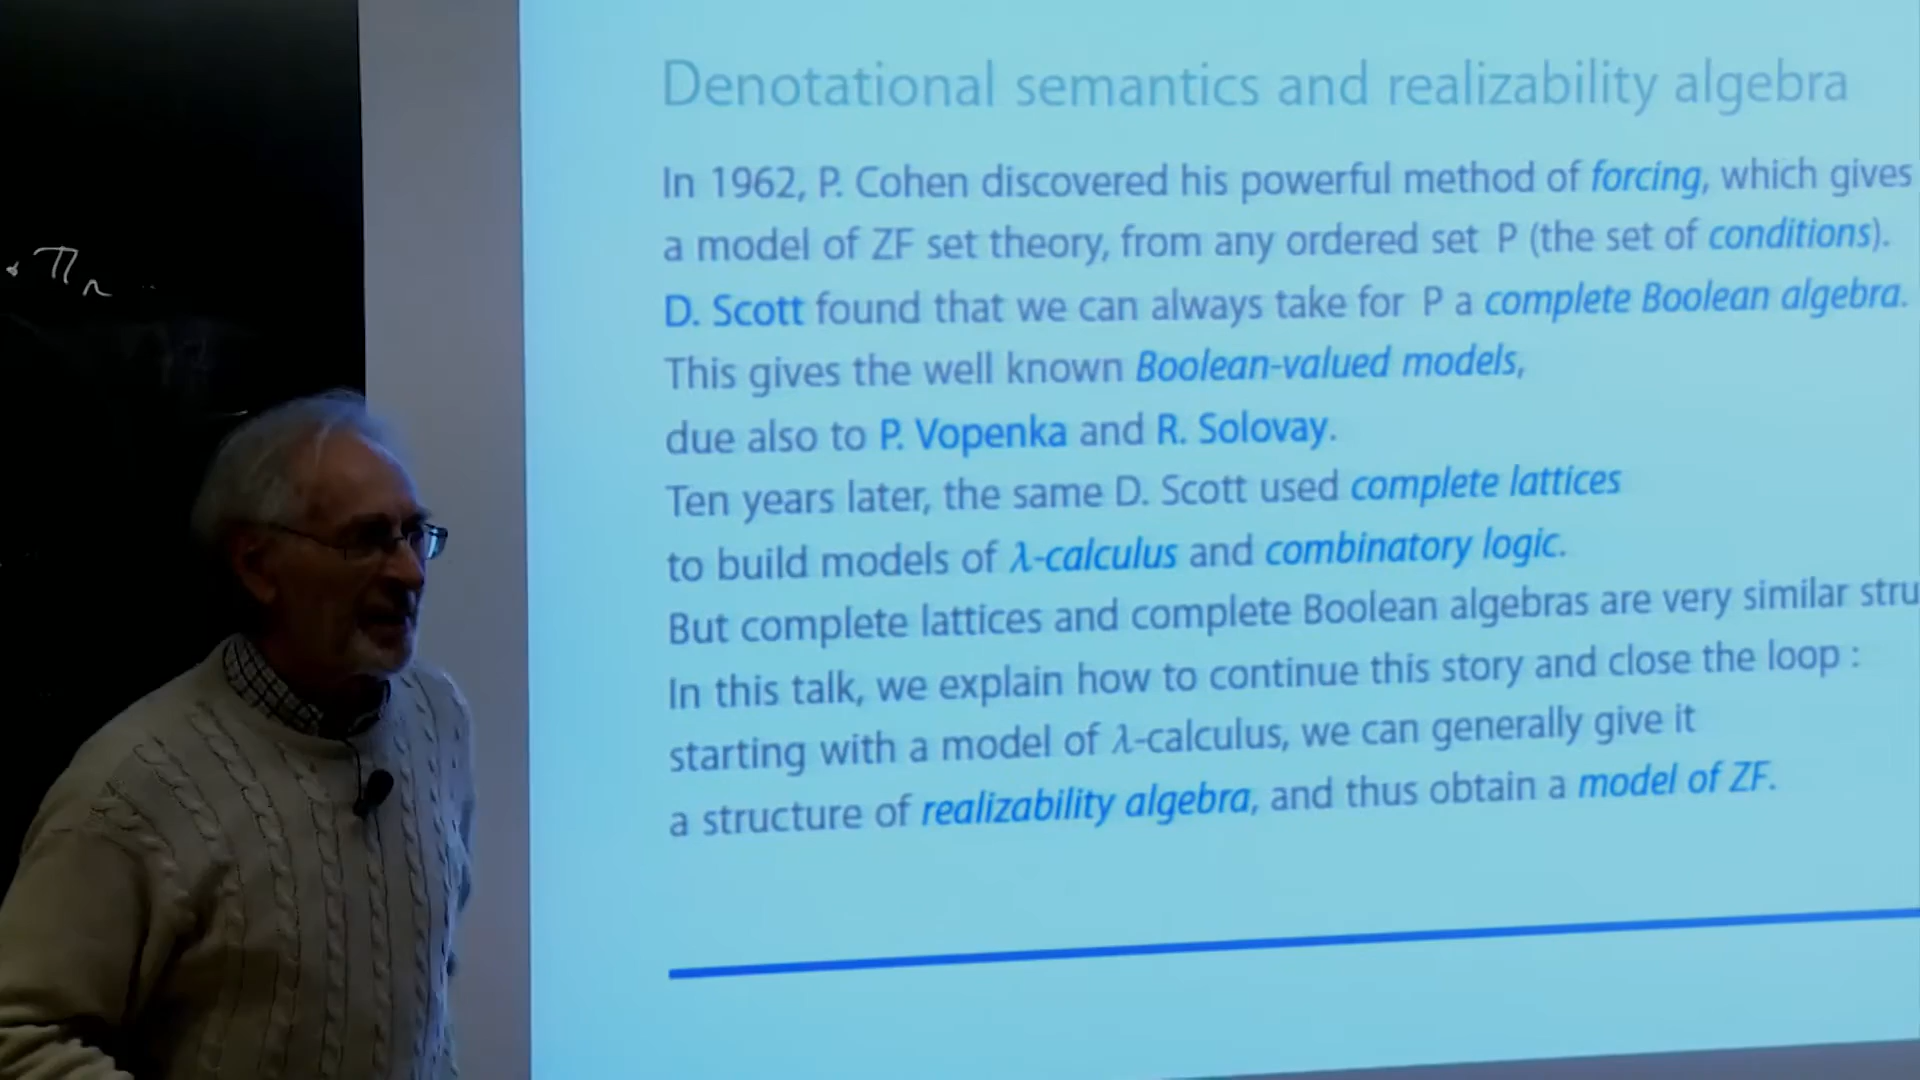 Denotational semantics and realizability algebra
In 1962, P. Cohen discovered his powerful method of forcing, which gives
a model of ZF set theory, from any ordered set P (the set of conditions).
D. Scott found that we can always take for P a complete Boolean algebra.
This gives the well known Boolean-valued models,
due also to P. Vopenka and R. Solovay.
Ten years later, the same D. Scott used complete lattices
to build models of λ-calculus and combinatory logic.
But complete lattices and complete Boolean algebras are very similar stru
In this talk, we explain how to continue this story and close the loop :
starting with a model of λ-calculus, we can generally give it
a structure of realizability algebra, and thus obtain a model of ZF.